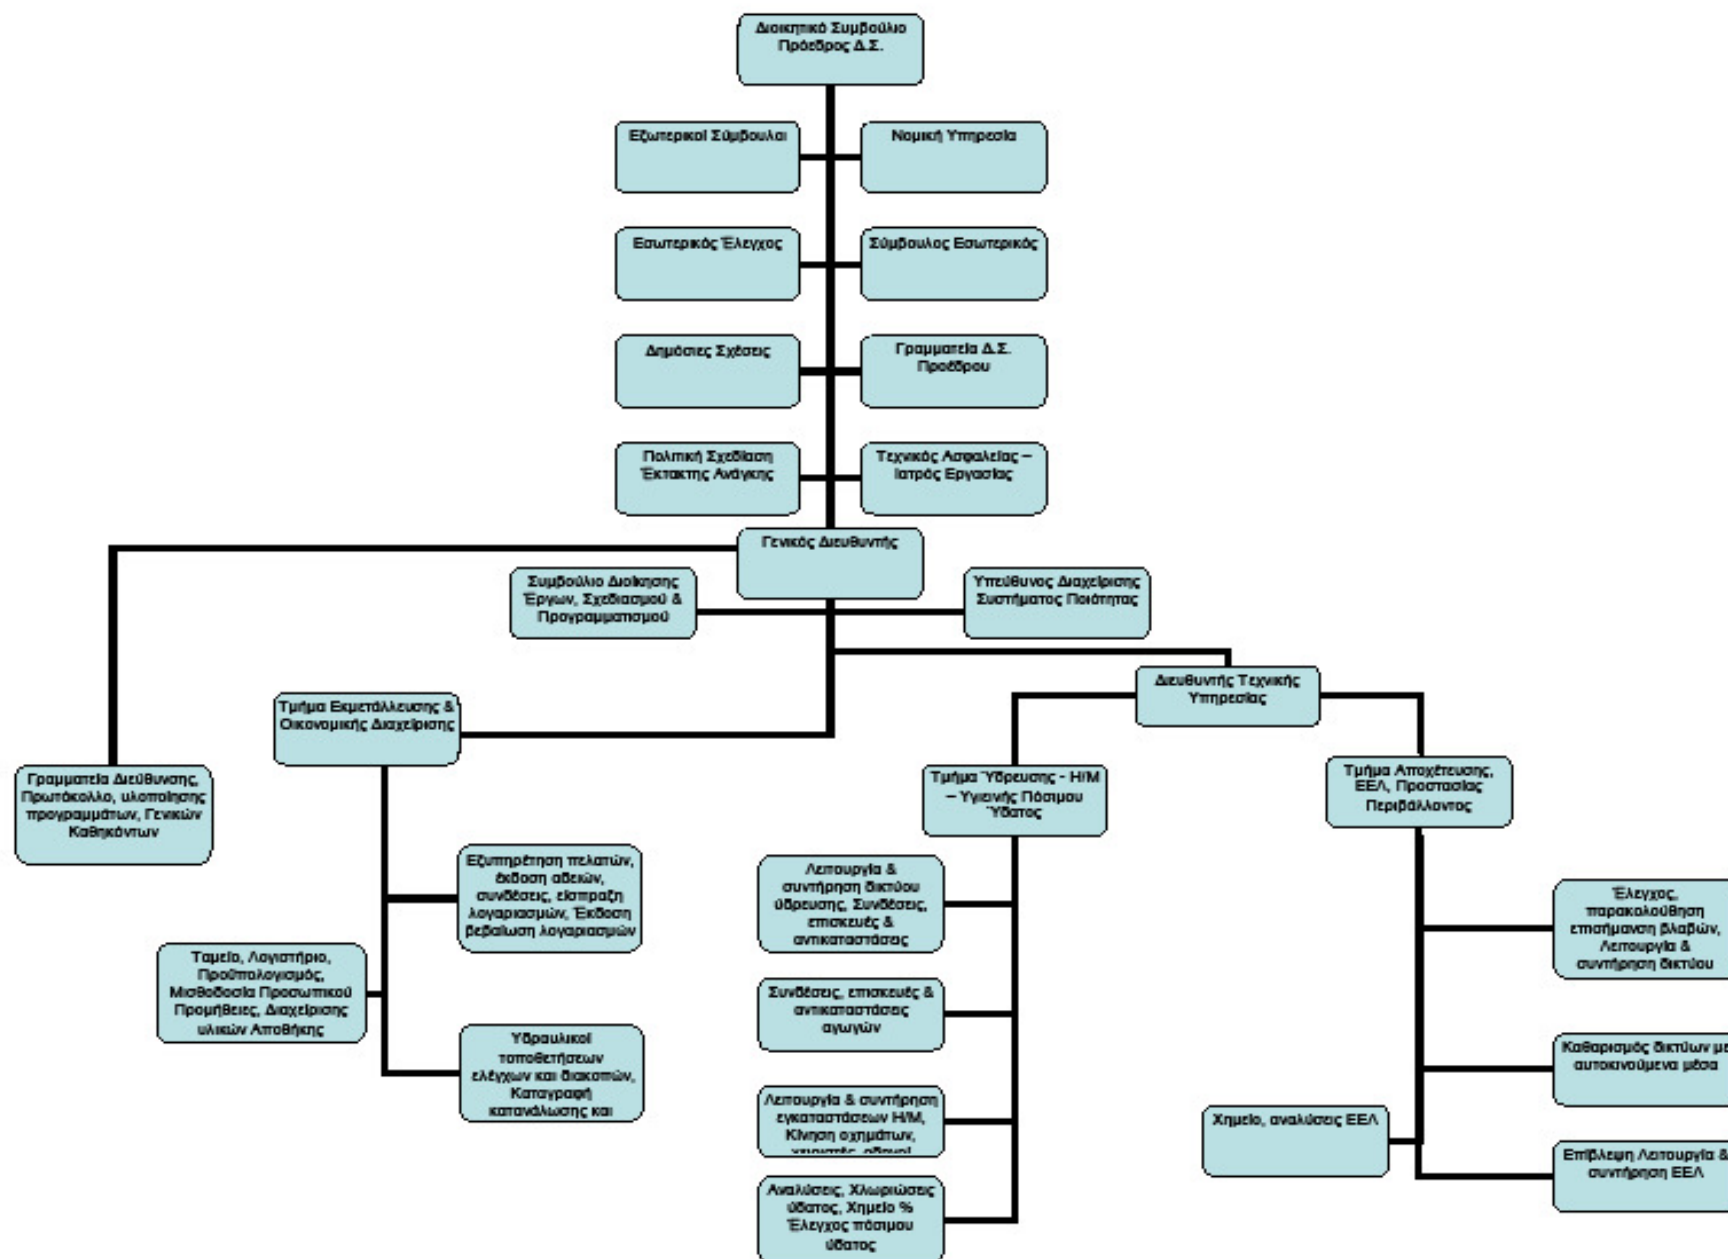 Διοικητικό Συμβούλιο
Πρόεδρος Δ.Σ.
Εξωτερικοί Σύμβουλοι
Νομική Υπηρεσία
Εσωτερικός Έλεγχος
Σύμβουλος Εσωτερικός
Δημόσιες Σχέσεις
Γραμματεία Δ.Σ.
Προέδρου
Πολιτική Σχεδίαση
Έκτακτης Ανάγκης
Τεχνικός Ασφαλείας –
Ιατρός Εργασίας
Γενικός Διευθυντής
Συμβούλιο Διοίκησης
Έργων, Σχεδιασμού &
Προγραμματισμού
Υπεύθυνος Διαχείρισης
Συστήματος Ποιότητας
Διευθυντής Τεχνικής
Υπηρεσίας
Τμήμα Εκμετάλλευσης &
Οικονομικής Διαχείρισης
Γραμματεία Διεύθυνσης,
Πρωτόκολλο, υλοποίησης
προγραμμάτων, Γενικών
Καθηκόντων
Τμήμα Ύδρευσης - Η/Μ
– Υγιεινής Πόσιμου
Ύδατος
Τμήμα Αποχέτευσης,
ΕΕΛ, Προστασίας
Περιβάλλοντος
Εξυπηρέτηση πελατών,
έκδοση αδειών,
συνδέσεις, είσπραξη
λογαριασμών, Έκδοση
βεβαίωση λογαριασμών
Ταμείο, Λογιστήριο,
Προϋπολογισμός,
Μισθοδοσία Προσωπικού
Προμήθειες, Διαχείρισης
υλικών Αποθήκης
Υδραυλικοί
τοποθετήσεων
ελέγχων και διακοπών,
Καταγραφή
κατανάλωσης και
Λειτουργία &
συντήρηση δικτύου
ύδρευσης, Συνδέσεις,
επισκευές &
αντικαταστάσεις
Συνδέσεις, επισκευές &
αντικαταστάσεις
αγωγών
Λειτουργία & συντήρηση
εγκαταστάσεων Η/Μ,
Κίνηση οχημάτων,
Αναλύσεις, Χλωριώσεις
ύδατος, Χημείο %
Έλεγχος πόσιμου
ύδατος
Έλεγχος,
παρακολούθηση
επισήμανση βλαβών,
Λειτουργία &
συντήρηση δικτύου
Καθαρισμός δικτύων με
αυτοκινούμενα μέσα
Χημείο, αναλύσεις ΕΕΛ
Επίβλεψη Λειτουργία &
συντήρηση ΕΕΛ